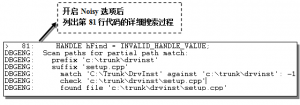 开启 Noisy 选项后
列出第 81 行代码的详细搜索过程
>   81:     HANDLE hFind = INVALID_HANDLE_VALUE;
DBGENG:  Scan paths for partial path match:
DBGENG:    prefix 'c:\trunk\drvinst'
DBGENG:    suffix 'setup.cpp'
DBGENG:      match 'C:\Trunk\DrvInst' against 'c:\trunk\drvinst': -1
DBGENG:      check 'c:\trunk\drvinst\setup.cpp'
DBGENG:      found file 'c:\trunk\drvinst\setup.cpp'